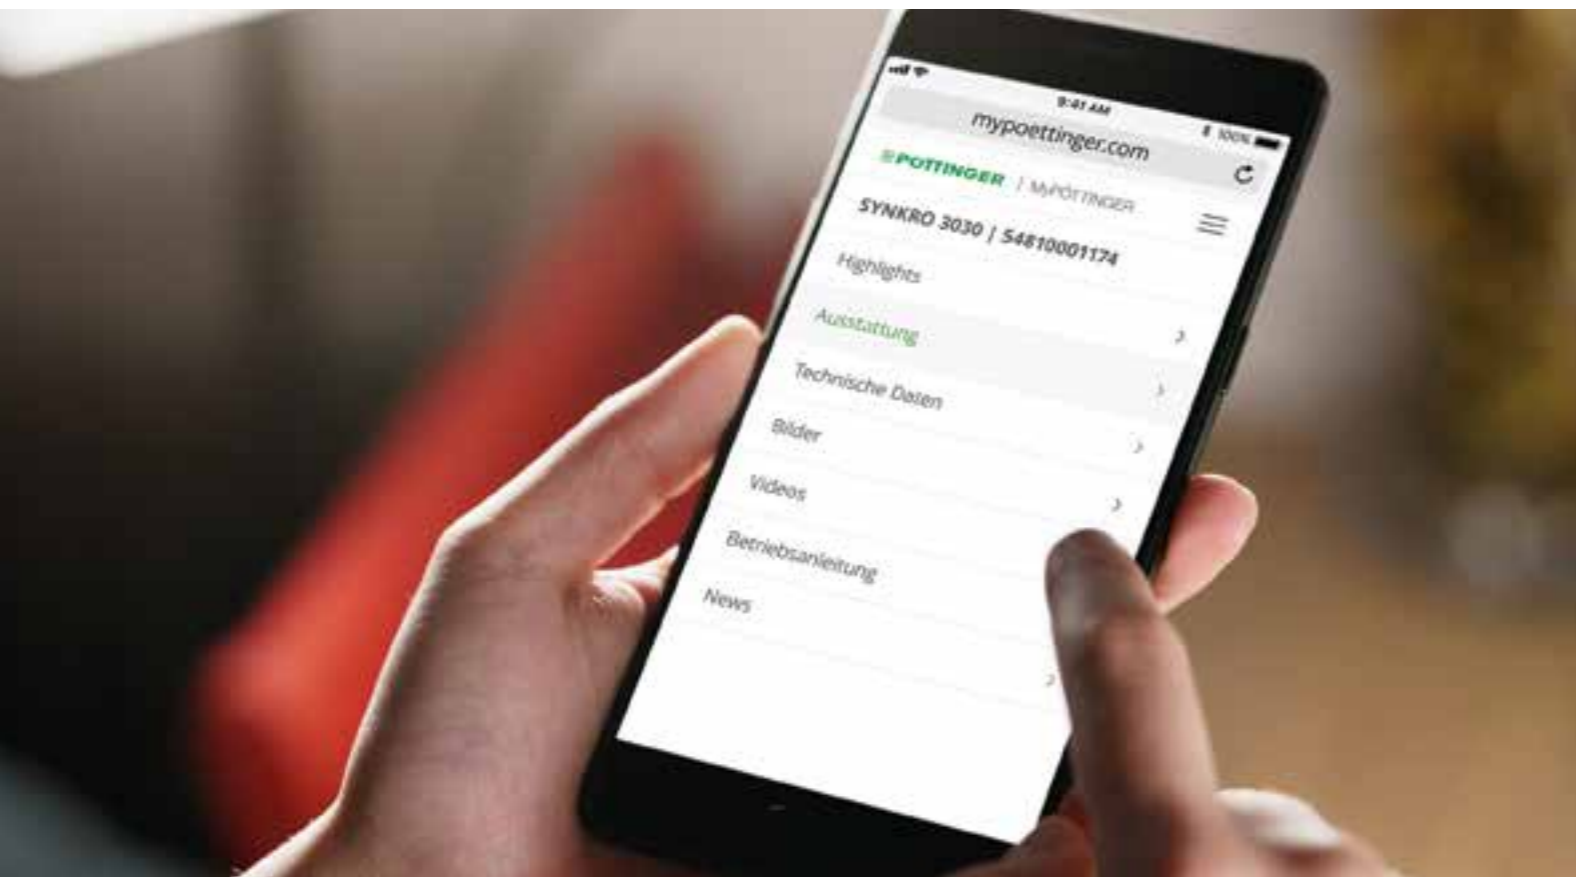 9:41 AM
100%
mypoettinger.com
PÖTTINGER | MyPÖTTINGER
SYNKRO 3030 | 54810001174
Highlights
Ausstattung
Technische Daten
Bilder
Videos
Betriebsanleitung
News